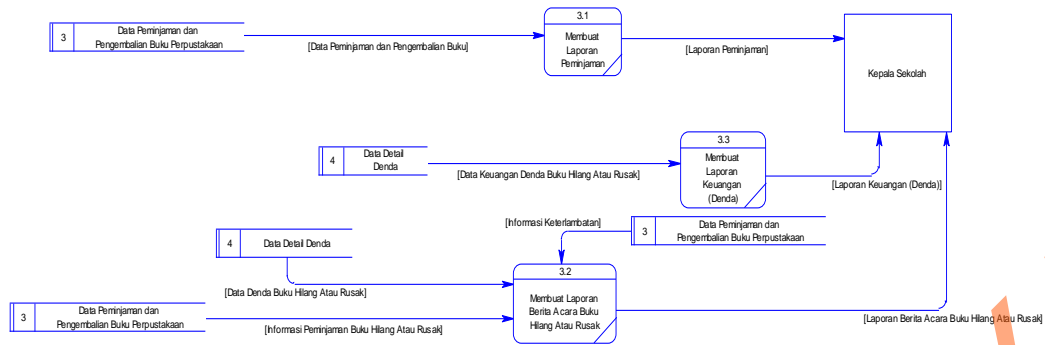 3
Data Peminjaman dan
Pengembalian Buku Perpustakaan
[Data Peminjaman dan Pengembalian Buku]
3.1
Membuat
Laporan
Peminjaman
[Laporan Peminjaman]
Kepala Sekolah
4
Data Detail
Denda
[Data Keuangan Denda Buku Hilang Atau Rusak]
3.3
Membuat
Laporan
Keuangan
(Denda)
[Laporan Keuangan (Denda)]
[Informasi Keterlambatan]
3
Data Peminjaman dan
Pengembalian Buku Perpustakaan
4
Data Detail Denda
[Data Denda Buku Hilang Atau Rusak]
3.2
Membuat Laporan
Berita Acara Buku
Hilang Atau Rusak
3
Data Peminjaman dan
Pengembalian Buku Perpustakaan
[Informasi Peminjaman Buku Hilang Atau Rusak]
[Laporan Berita Acara Buku Hilang Atau Rusak]